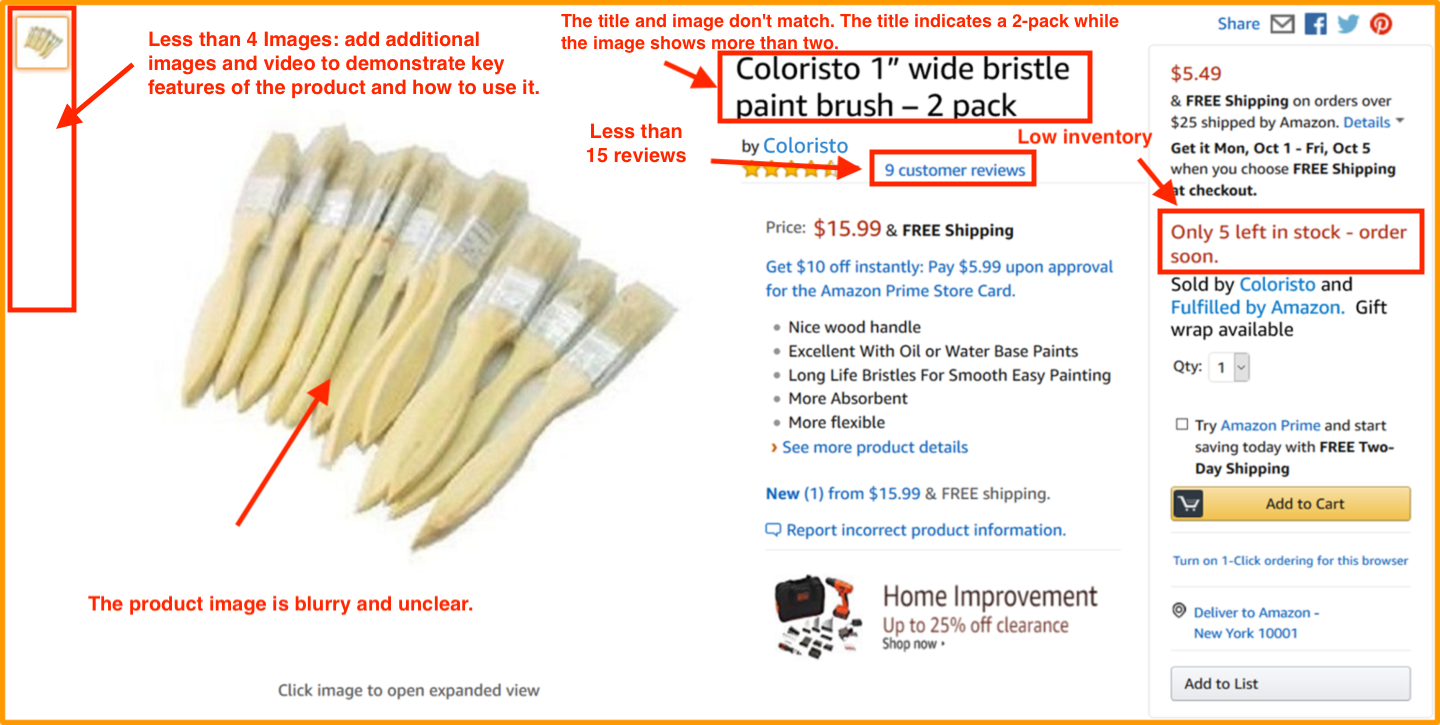 Less than 4 Images: add additional
images and video to demonstrate key
features of the product and how to use it.
The product image is blurry and unclear.
Click image to open expanded view
The title and image don't match. The title indicates a 2-pack while
the image shows more than two.
Coloristo 1” wide bristle
paint brush – 2 pack
Less than
15 reviews
by Coloristo
9 customer reviews
Price: $15.99 & FREE Shipping
Get $10 off instantly: Pay $5.99 upon approval
for the Amazon Prime Store Card.
Nice wood handle
Excellent With Oil or Water Base Paints
Long Life Bristles For Smooth Easy Painting
More Absorbent
More flexible
› See more product details
New (1) from $15.99 & FREE shipping.
Report incorrect product information.
Home Improvement
Up to 25% off clearance
Shop now ›
Share
$5.49
& FREE Shipping on orders over
$25 shipped by Amazon. Details
Low inventory
Get it Mon, Oct 1 - Fri, Oct 5
when you choose FREE Shipping
at checkout.
Only 5 left in stock - order
soon.
Sold by Coloristo and
Fulfilled by Amazon. Gift
wrap available
Qty: 1
Try Amazon Prime and start
saving today with FREE Two-
Day Shipping
Add to Cart
Turn on 1-Click ordering for this browser
Deliver to Amazon -
New York 10001
Add to List